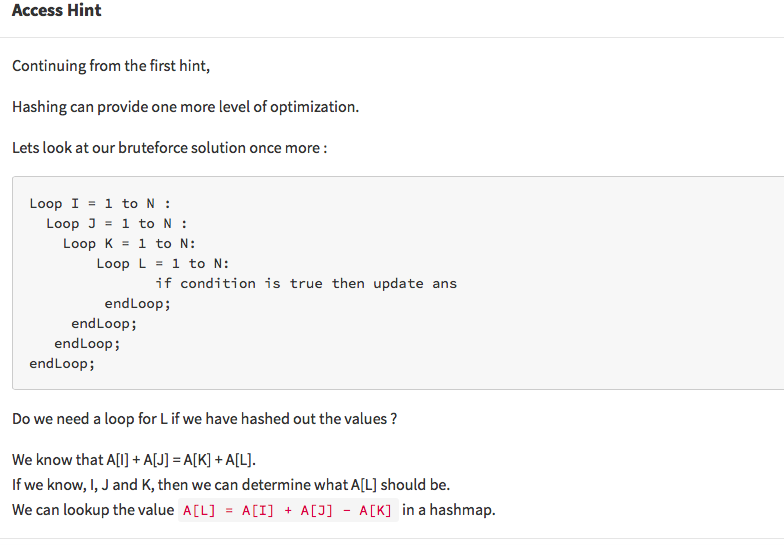 Access Hint
Continuing from the first hint,
Hashing can provide one more level of optimization.
Lets look at our bruteforce solution once more :
Loop I = 1 to N :
Loop J = 1 to N :
Loop K = 1 to N:
Loop L = 1 to N:
if condition is true then update ans
endLoop;
endLoop;
endLoop;
endLoop;
Do we need a loop for L if we have hashed out the values ?
We know that A[I] + A[J] = A[K] + A[L].
If we know, I, J and K, then we can determine what A[L] should be.
We can lookup the value A[L] = A[I] + A[J] - A[K] in a hashmap.